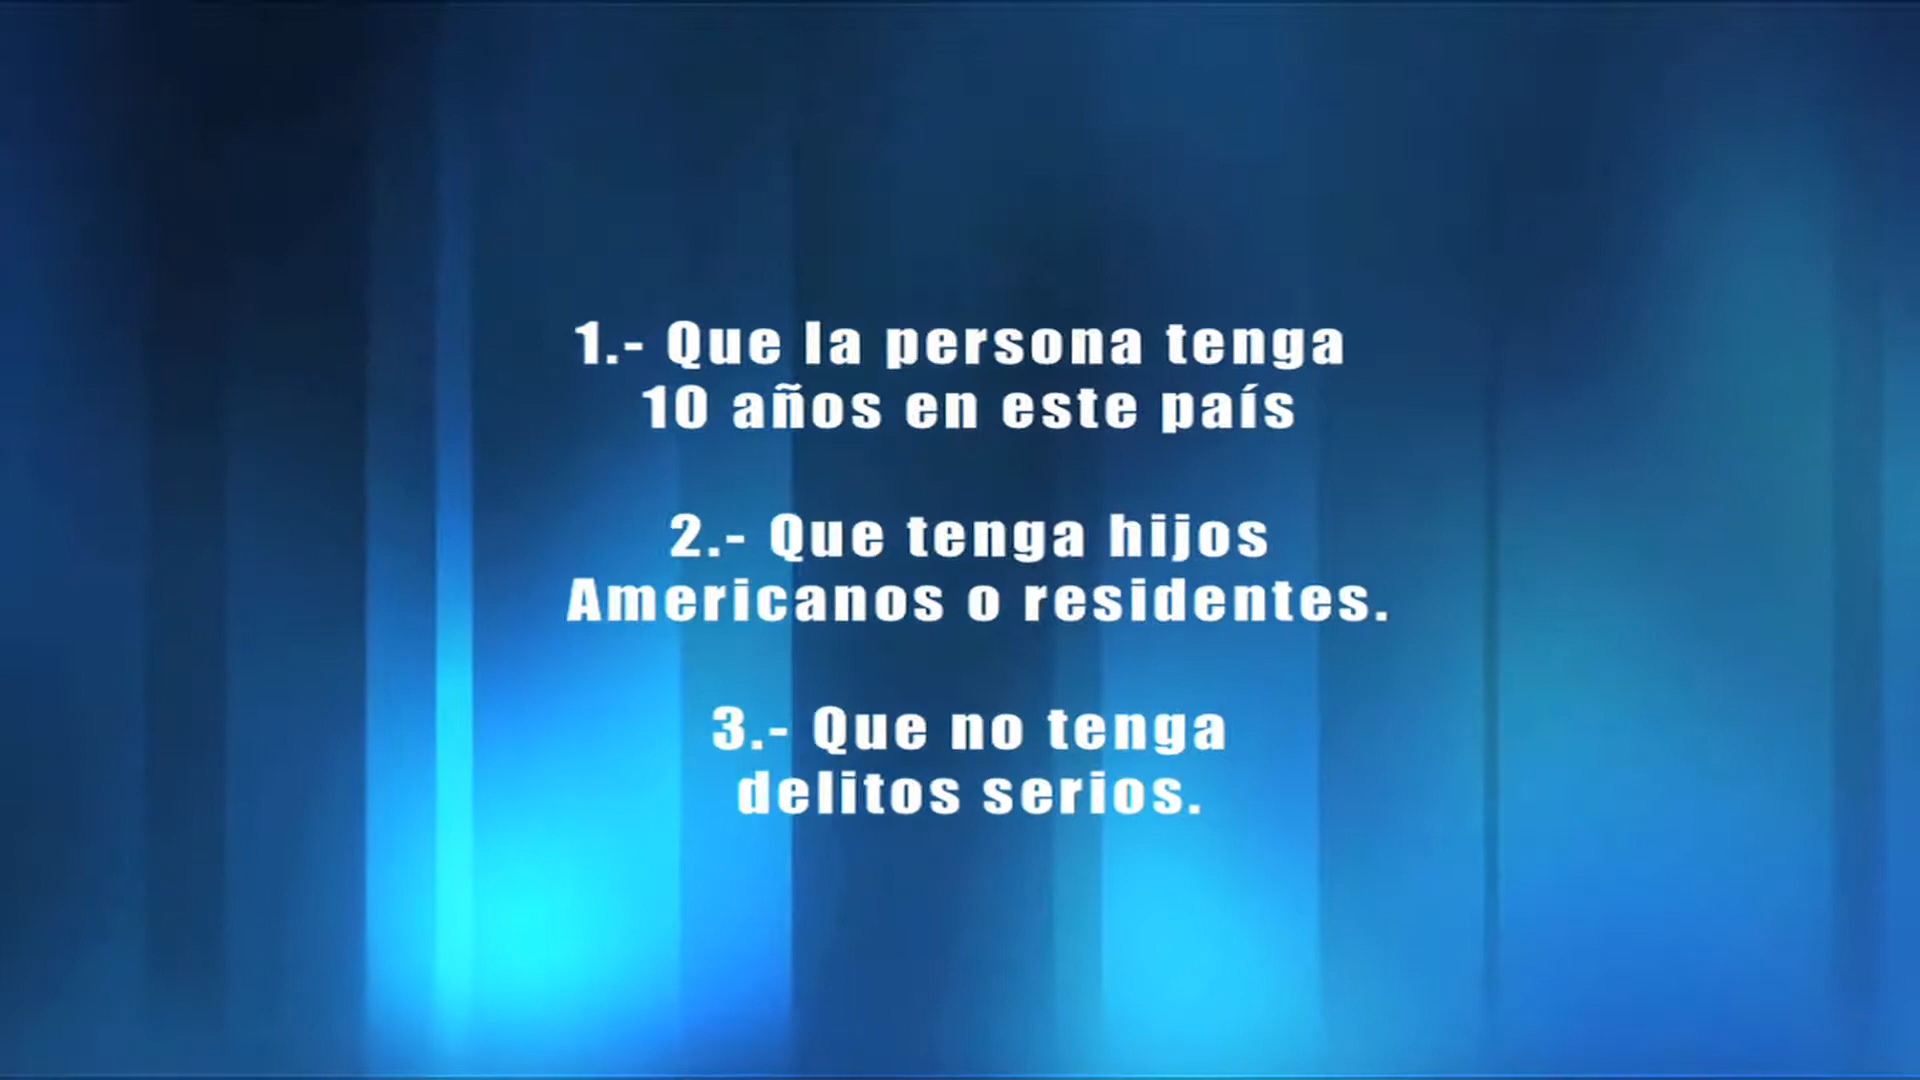 1.- Que la persona tenga
10 años en este país
2.- Que tenga hijos
Americanos o residentes.
3.- Que no tenga
delitos serios.